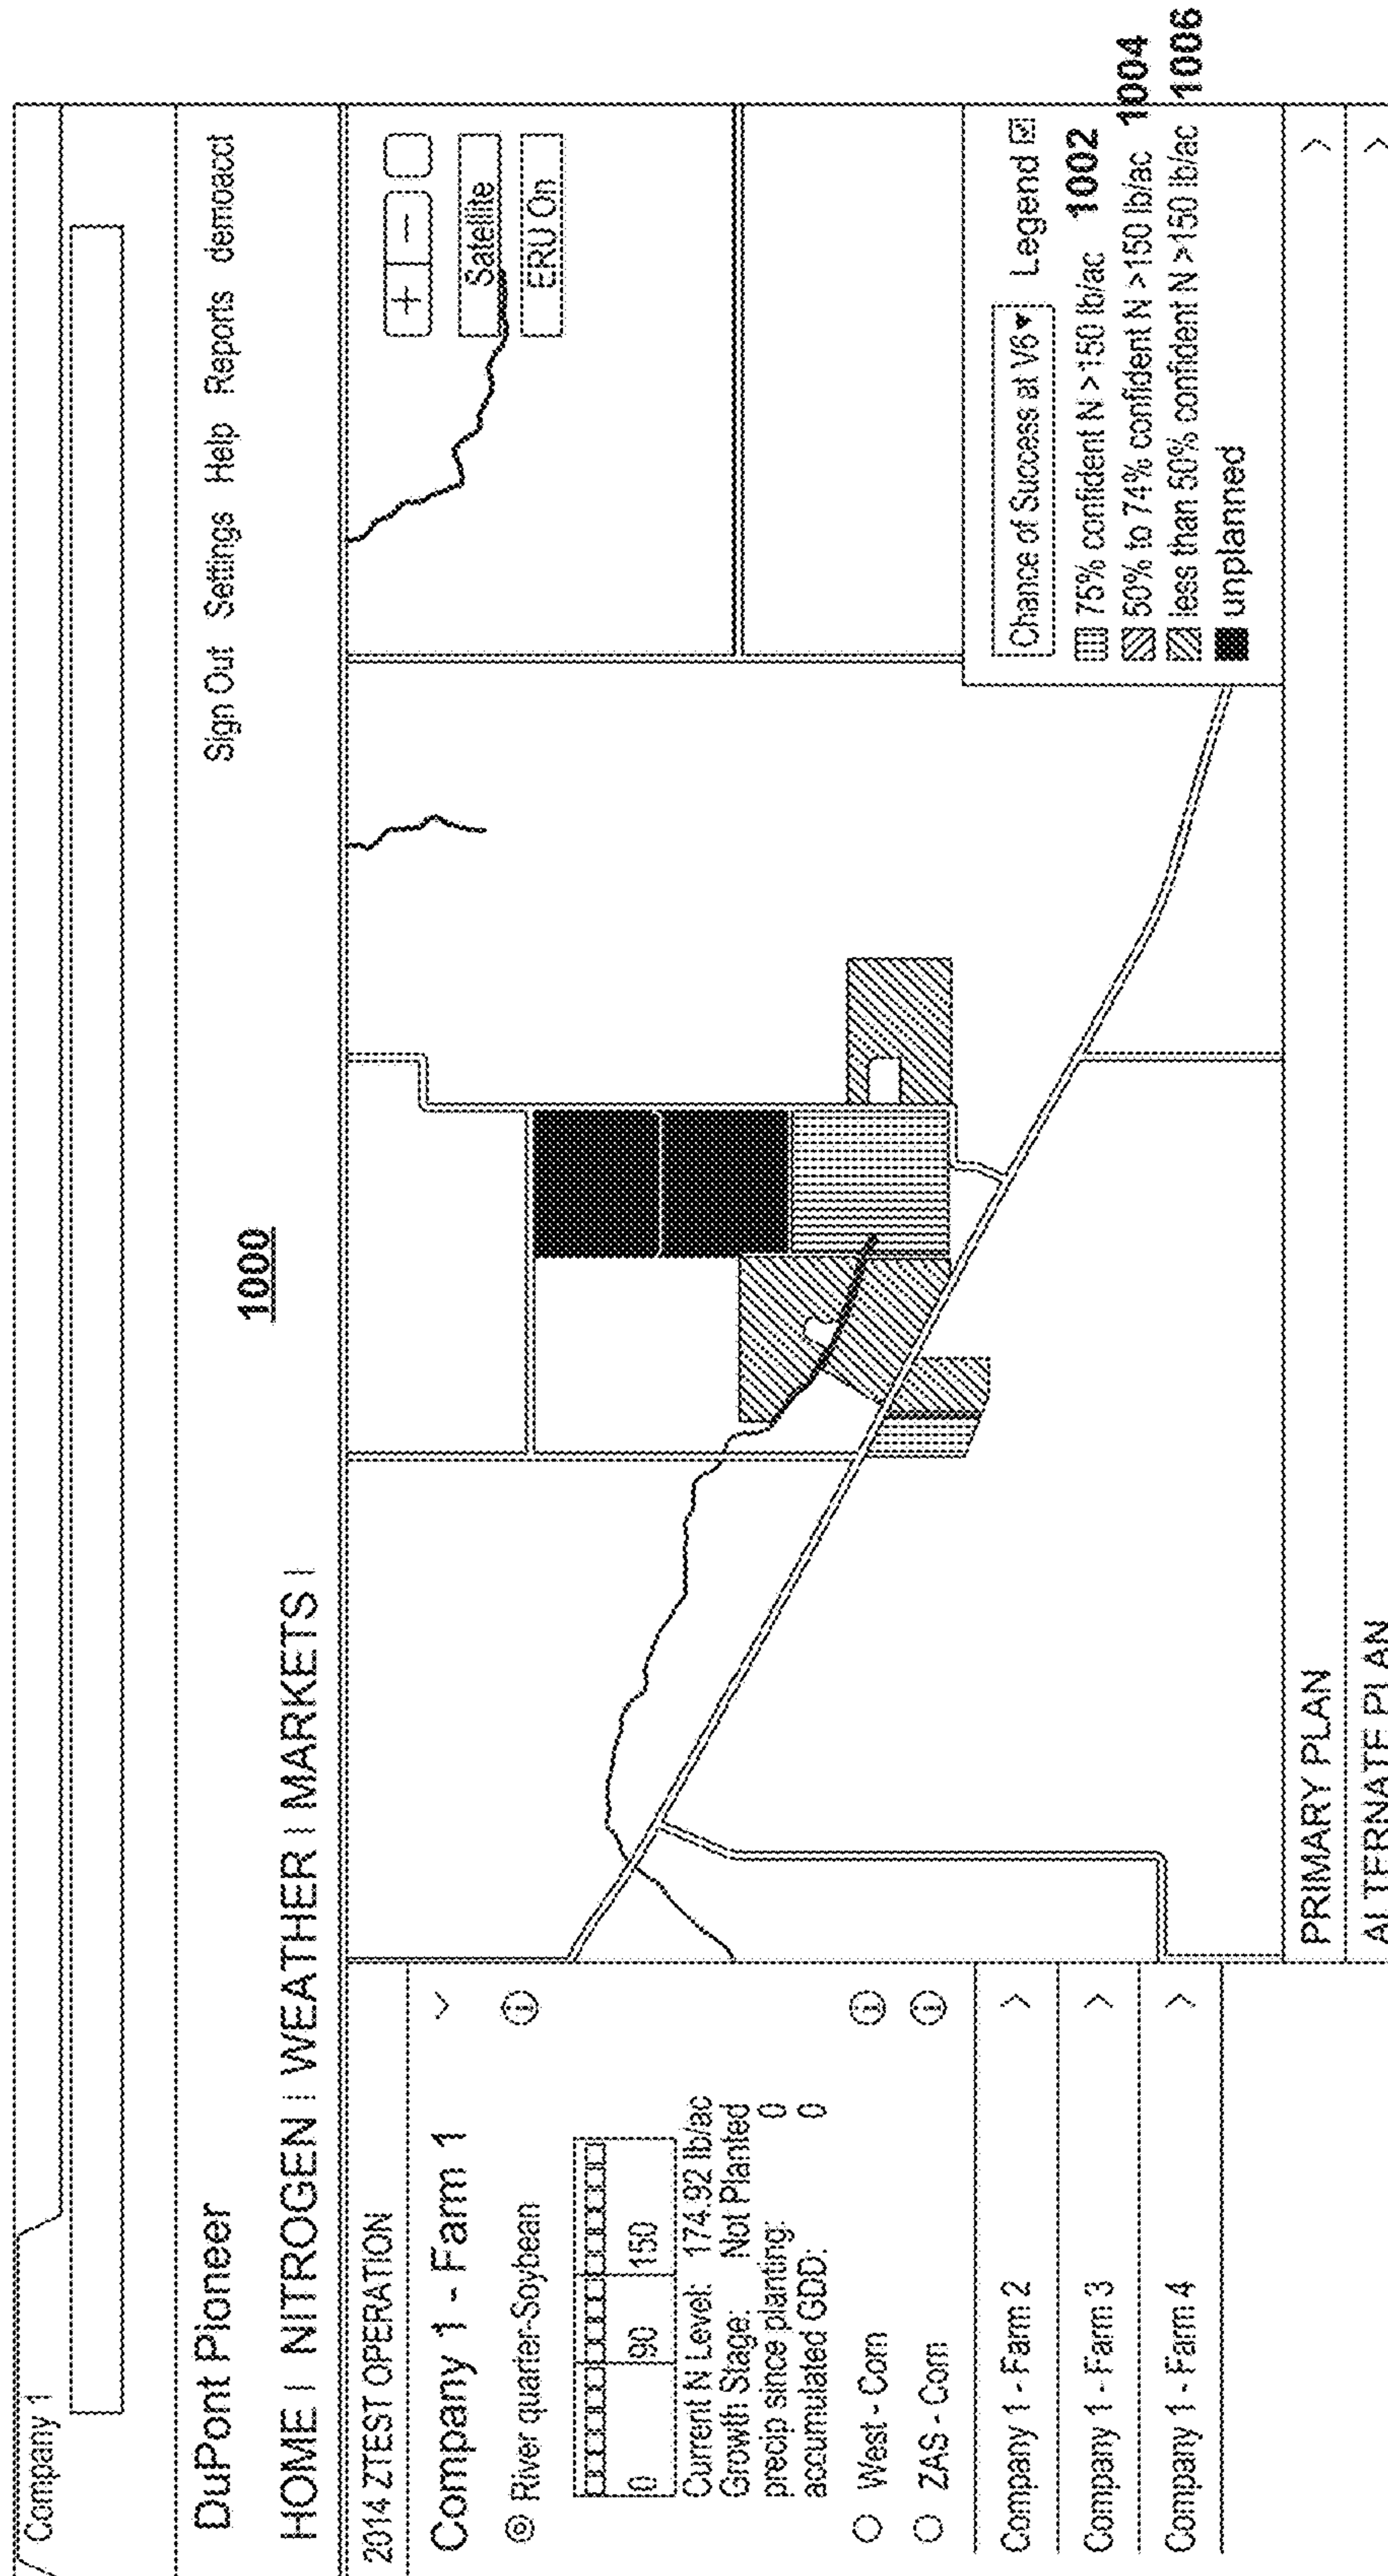 Company 1
DuPont Pioneer
Sign Out Settings Help Reports demoacct
1000
HOME | NITROGEN | WEATHER | MARKETS |
2014 ZTEST OPERATION
Company 1 - Farm 1
River quarter-Soybean
0 90 150
Current N Level: 174.92 lb/ac
Growth Stage: Not Planted
precip since planting: 0
accumulated GDD: 0
West - Corn
ZAS - Corn
Company 1 - Farm 2
Company 1 - Farm 3
Company 1 - Farm 4
+ −
Satellite
ERU On
Chance of Success at V6 Legend
75% confident N >150 lb/ac 1002
50% to 74% confident N >150 lb/ac 1004
less than 50% confident N >150 lb/ac 1006
unplanned
PRIMARY PLAN
ALTERNATE PLAN